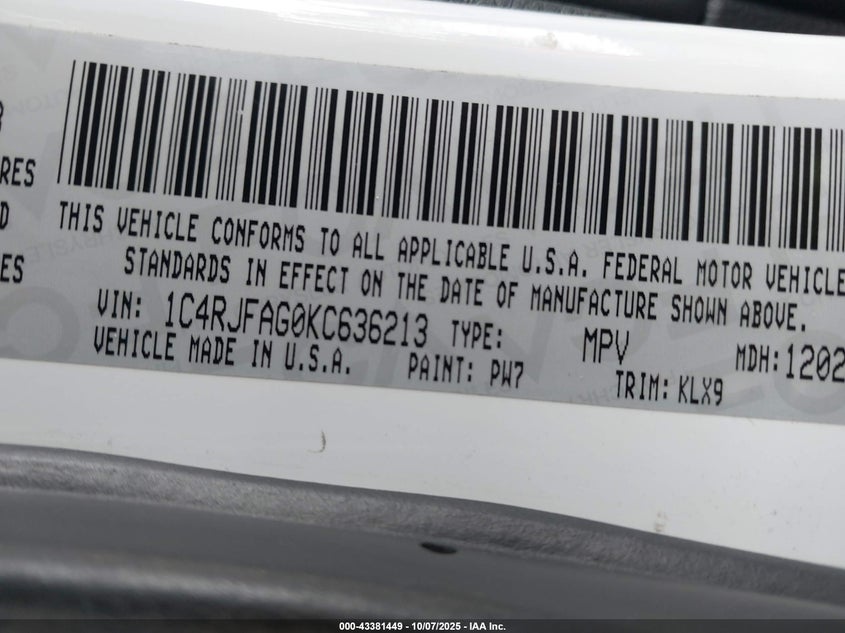 RES
D
ES
THIS VEHICLE CONFORMS TO ALL APPLICABLE U.S.A. FEDERAL MOTOR VEHICLE
STANDARDS IN EFFECT ON THE DATE OF MANUFACTURE SHOWN ABOVE.
VIN: 1C4RJFAG0KC636213 TYPE: MPV MDH: 1202
VEHICLE MADE IN U.S.A. PAINT: PW7 TRIM: KLX9
000-43381449 | 10/07/2025 - IAA Inc.